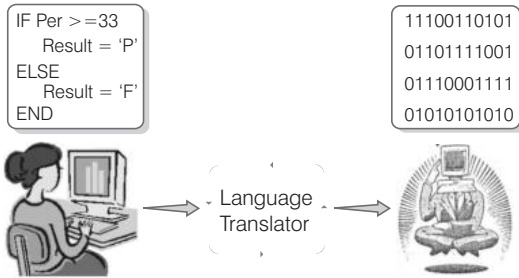 IF Per >=33
Result = ‘P’
ELSE
Result = ‘F’
END
11100110101
01101111001
01110001111
01010101010
Language
Translator